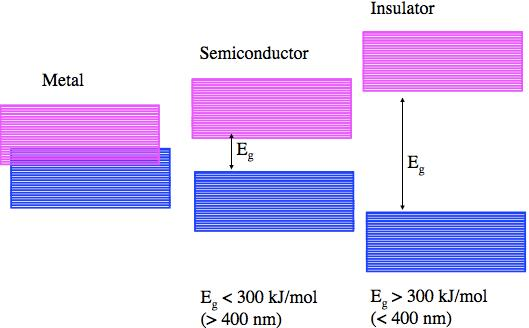 Insulator
Semiconductor
Metal
Eg
Eg
Eg < 300 kJ/mol
(> 400 nm)
Eg > 300 kJ/mol
(< 400 nm)